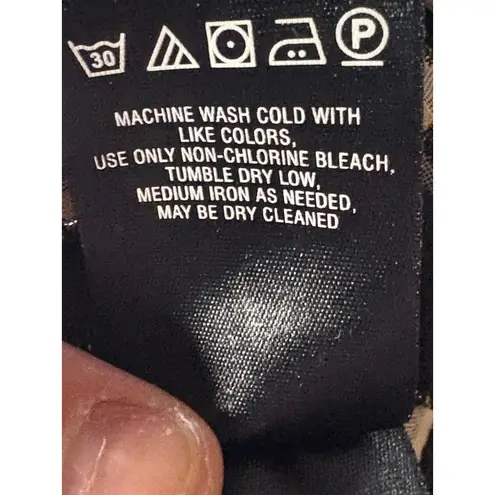 30 P
MACHINE WASH COLD WITH
LIKE COLORS,
USE ONLY NON-CHLORINE BLEACH,
TUMBLE DRY LOW,
MEDIUM IRON AS NEEDED,
MAY BE DRY CLEANED